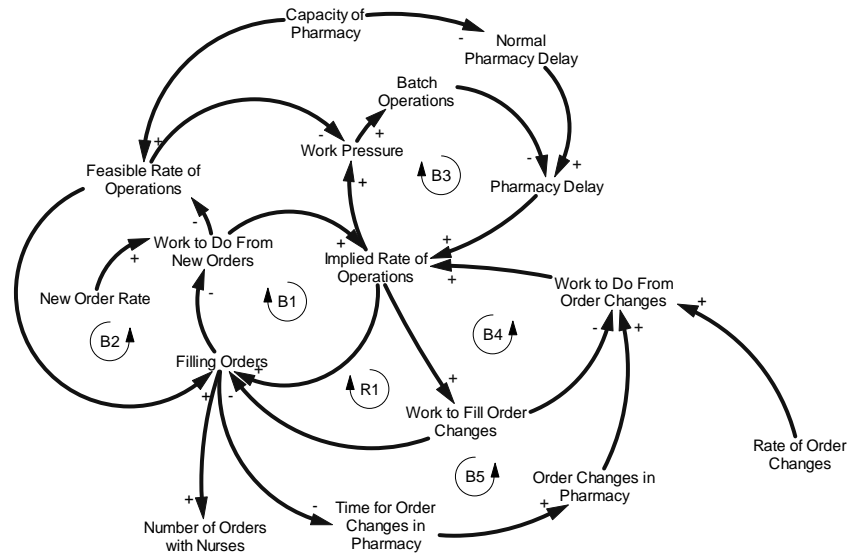 Capacity of
Pharmacy
-
Normal
Pharmacy Delay
Batch
Operations
+
-
+
Work Pressure
-
+
Feasible Rate of
Operations
+
B3
Pharmacy Delay
-
Work to Do From
New Orders
+
+
Implied Rate of
Operations
+
+
Work to Do From
Order Changes
+
New Order Rate
-
B1
B2
B4
-
+
Filling Orders
+
+
-
R1
+
Work to Fill Order
Changes
Rate of Order
Changes
B5
Order Changes in
Pharmacy
+
-
+
Time for Order
Changes in
Pharmacy
Number of Orders
with Nurses